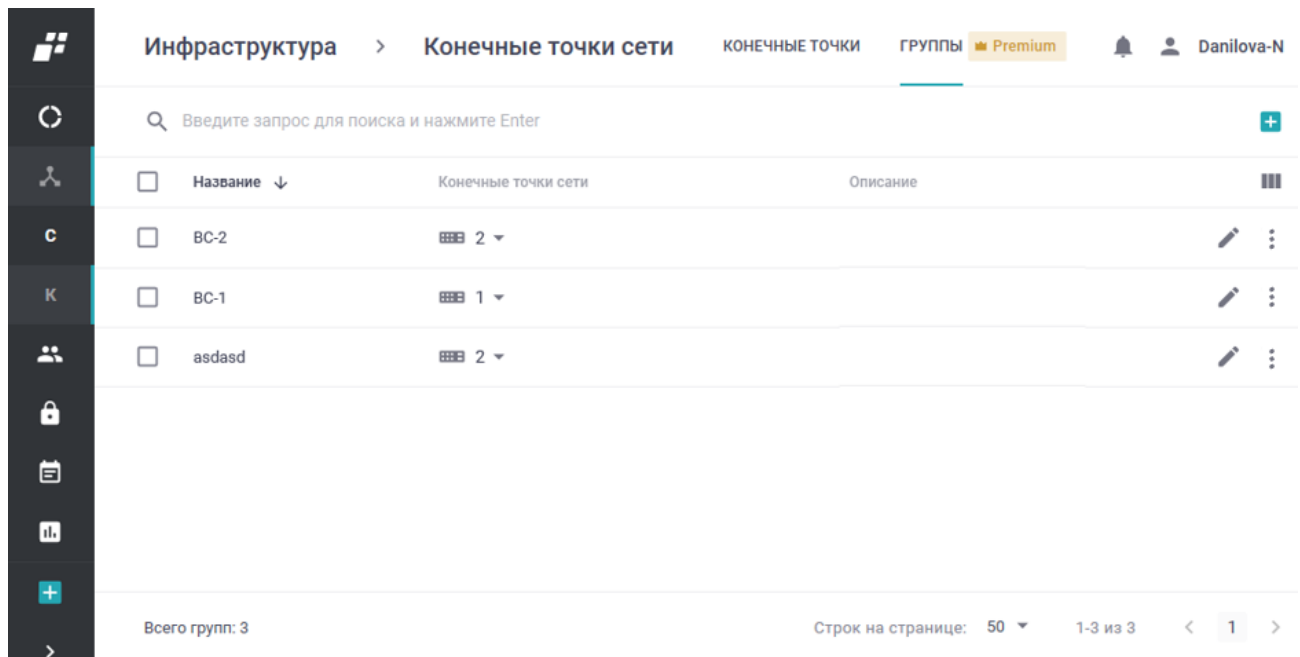 Инфраструктура > Конечные точки сети КОНЕЧНЫЕ ТОЧКИ ГРУППЫ Premium Danilova-N
Введите запрос для поиска и нажмите Enter
Название Конечные точки сети Описание
С
ВС-2 2
К
ВС-1 1
asdasd 2
Всего групп: 3 Строк на странице: 50 1-3 из 3 < 1 >